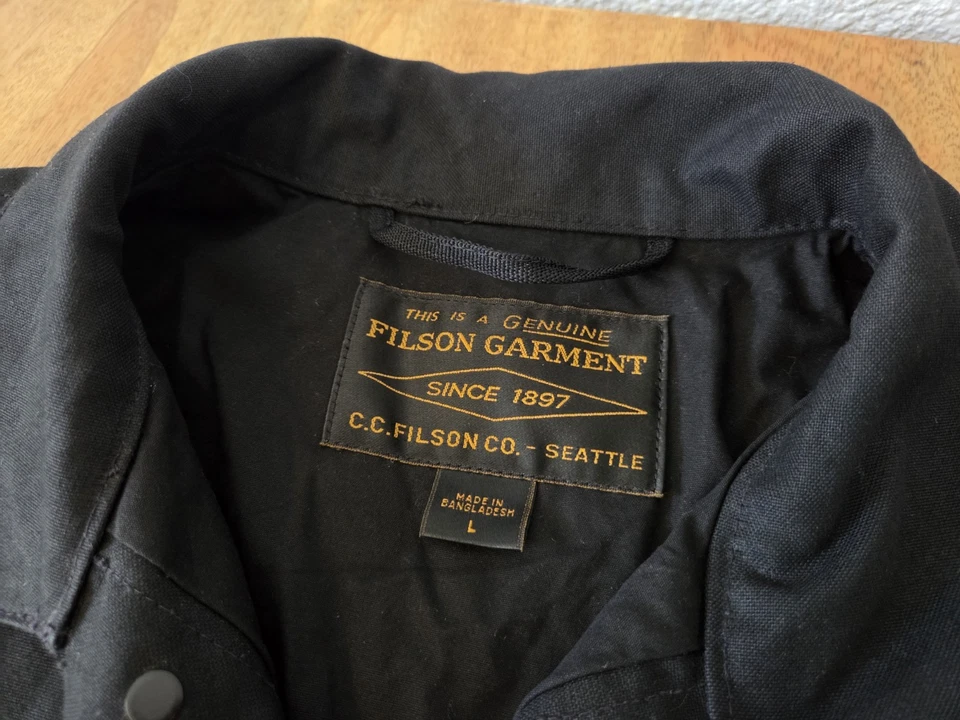 THIS IS A GENUINE
FILSON GARMENT
SINCE 1897
C.C.FILSON CO. - SEATTLE
MADE IN
BANGLADESH
L